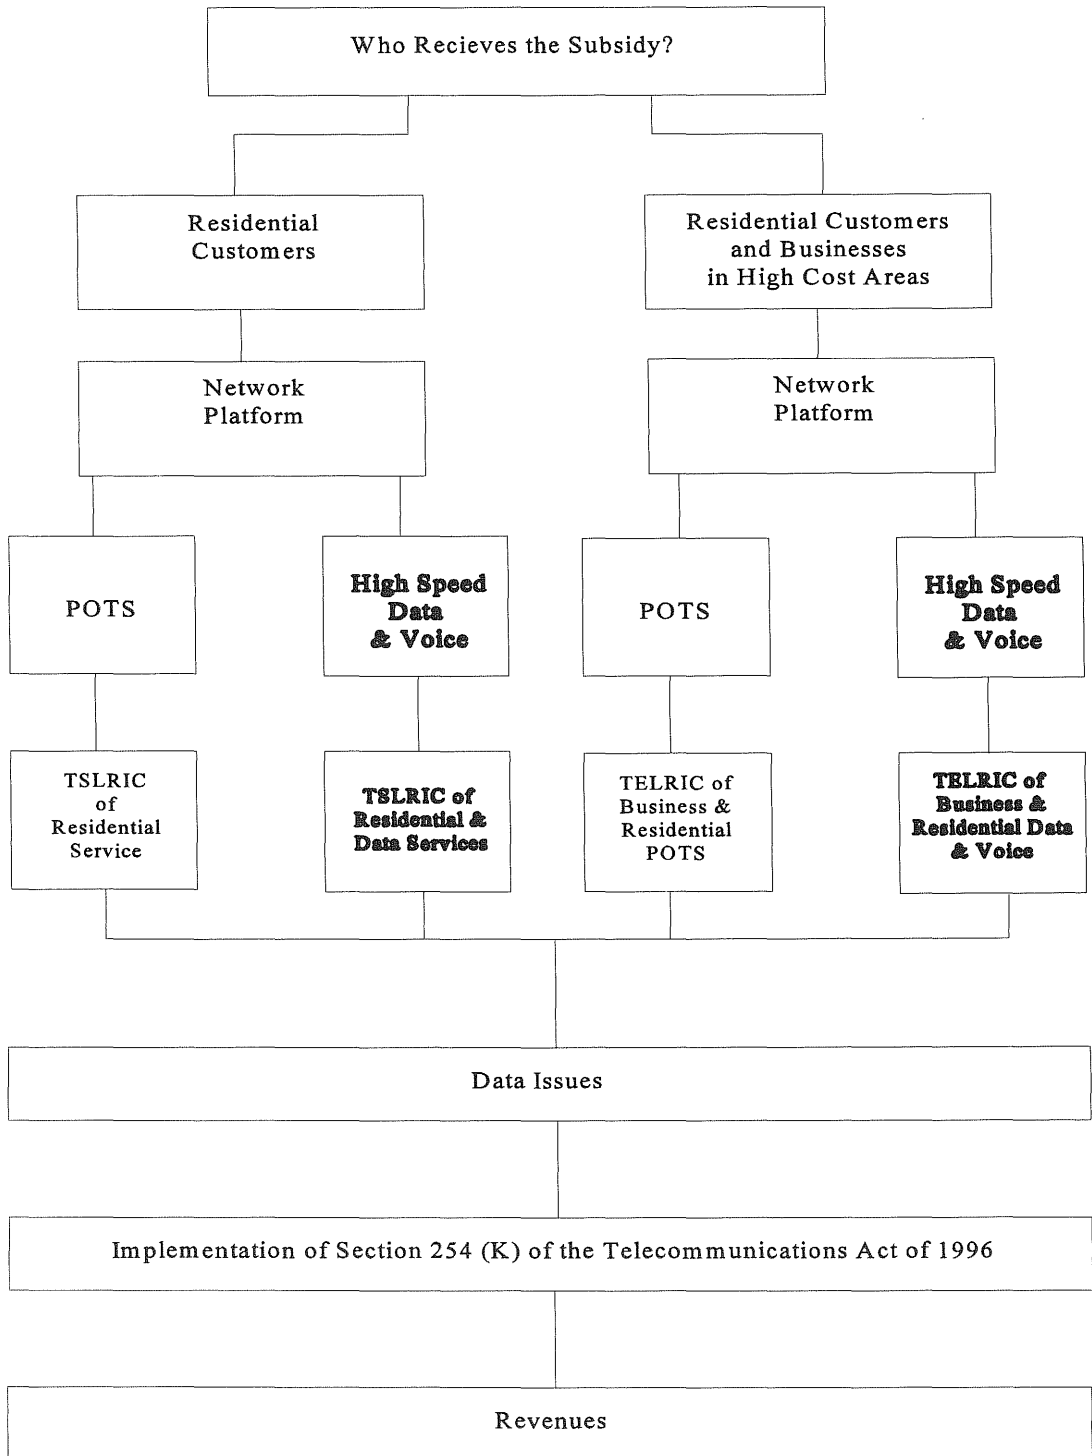 Who Recieves the Subsidy?
Residential
Customers
Residential Customers
and Businesses
in High Cost Areas
Network
Platform
Network
Platform
POTS
High Speed
Data
& Voice
POTS
High Speed
Data
& Voice
TSLRIC
of
Residential
Service
TSLRIC of
Residential &
Data Services
TELRIC of
Business &
Residential
POTS
TELRIC of
Business &
Residential Data
& Voice
Data Issues
Implementation of Section 254 (K) of the Telecommunications Act of 1996
Revenues